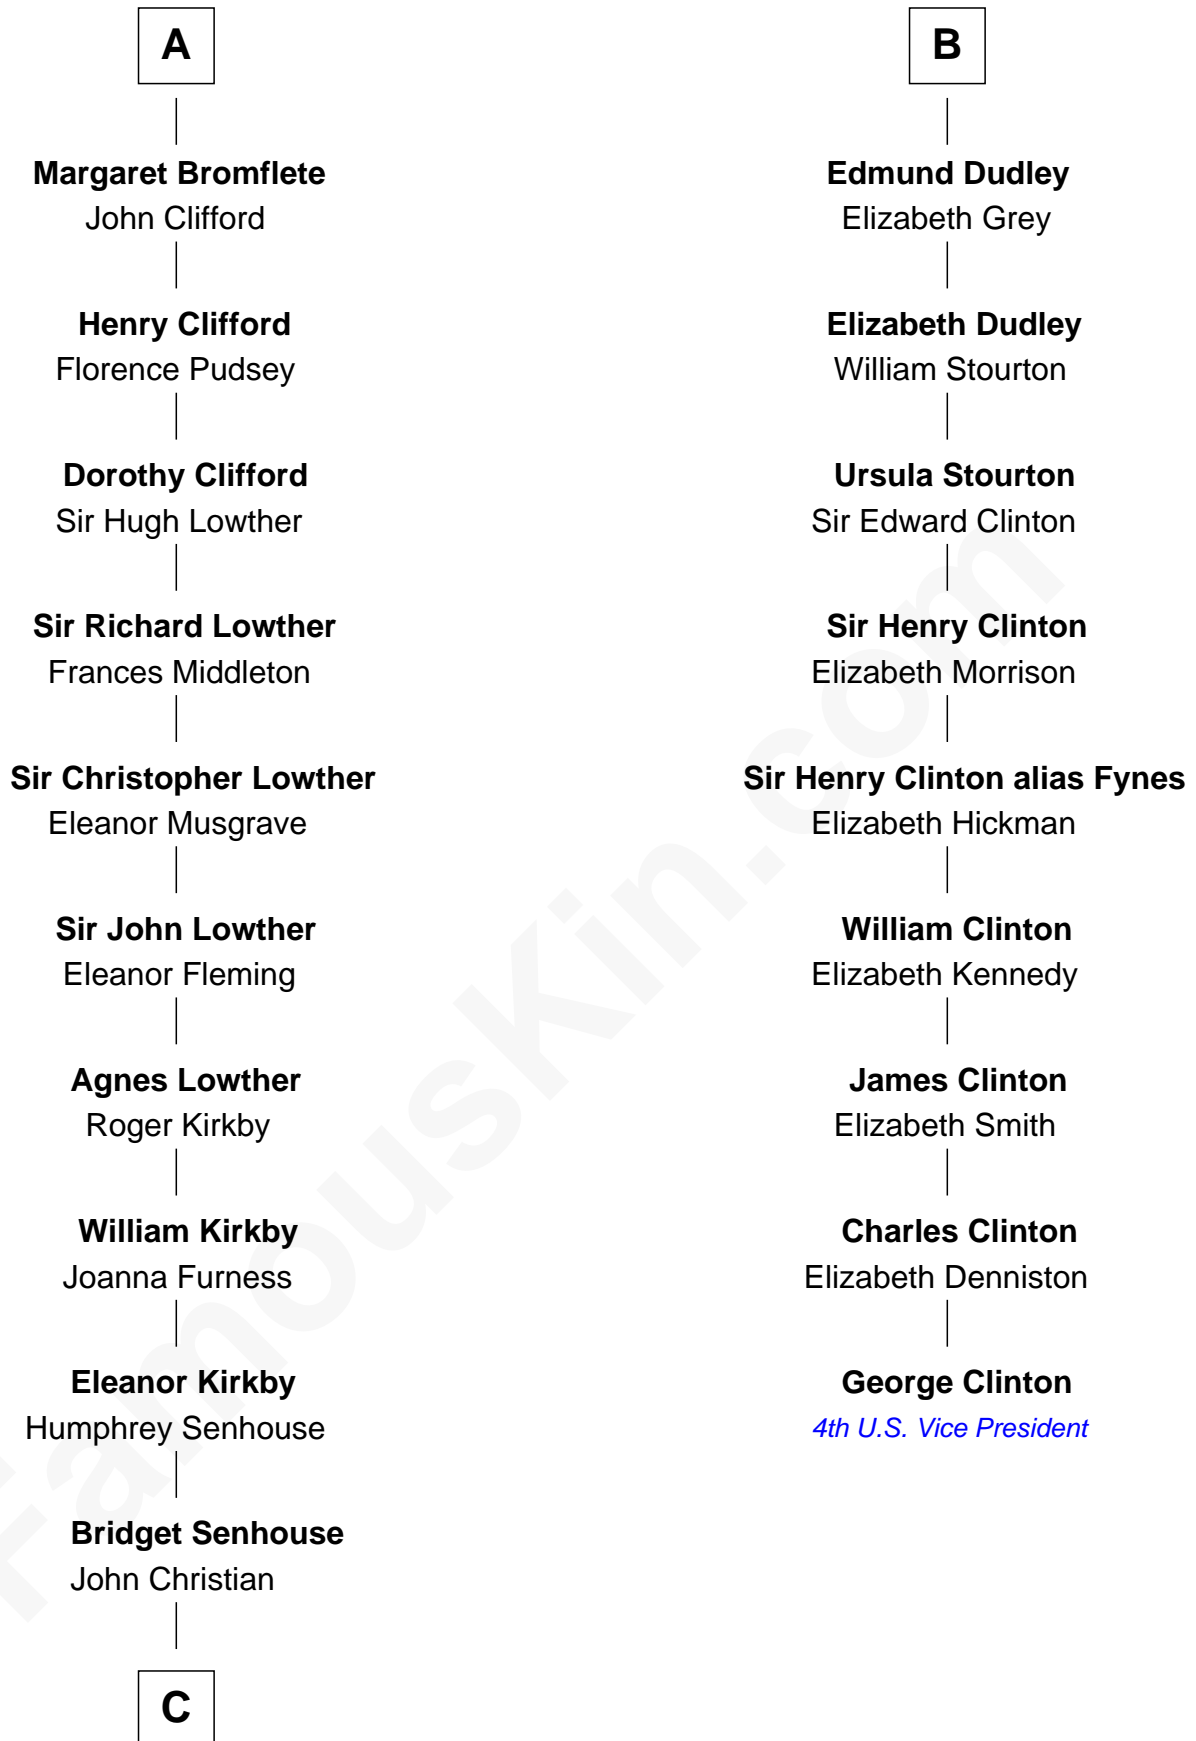 A
Margaret Bromflete
John Clifford
Henry Clifford
Florence Pudsey
Dorothy Clifford
Sir Hugh Lowther
Sir Richard Lowther
Frances Middleton
Sir Christopher Lowther
Eleanor Musgrave
Sir John Lowther
Eleanor Fleming
Agnes Lowther
Roger Kirkby
William Kirkby
Joanna Furness
Eleanor Kirkby
Humphrey Senhouse
Bridget Senhouse
John Christian
C
B
Edmund Dudley
Elizabeth Grey
Elizabeth Dudley
William Stourton
Ursula Stourton
Sir Edward Clinton
Sir Henry Clinton
Elizabeth Morrison
Sir Henry Clinton alias Fynes
Elizabeth Hickman
William Clinton
Elizabeth Kennedy
James Clinton
Elizabeth Smith
Charles Clinton
Elizabeth Denniston
George Clinton
4th U.S. Vice President
FamousKin.com